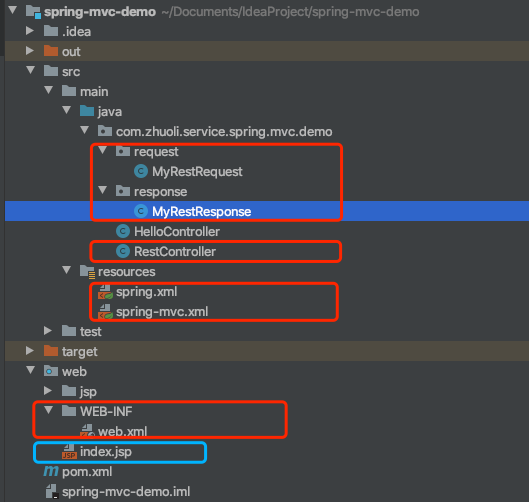 spring-mvc-demo ~/Documents/IdeaProject/spring-mvc-demo
.idea
out
src
main
java
com.zhuoli.service.spring.mvc.demo
request
MyRestRequest
response
MyRestResponse
HelloController
RestController
resources
spring.xml
spring-mvc.xml
test
target
web
jsp
WEB-INF
web.xml
index.jsp
pom.xml
spring-mvc-demo.iml